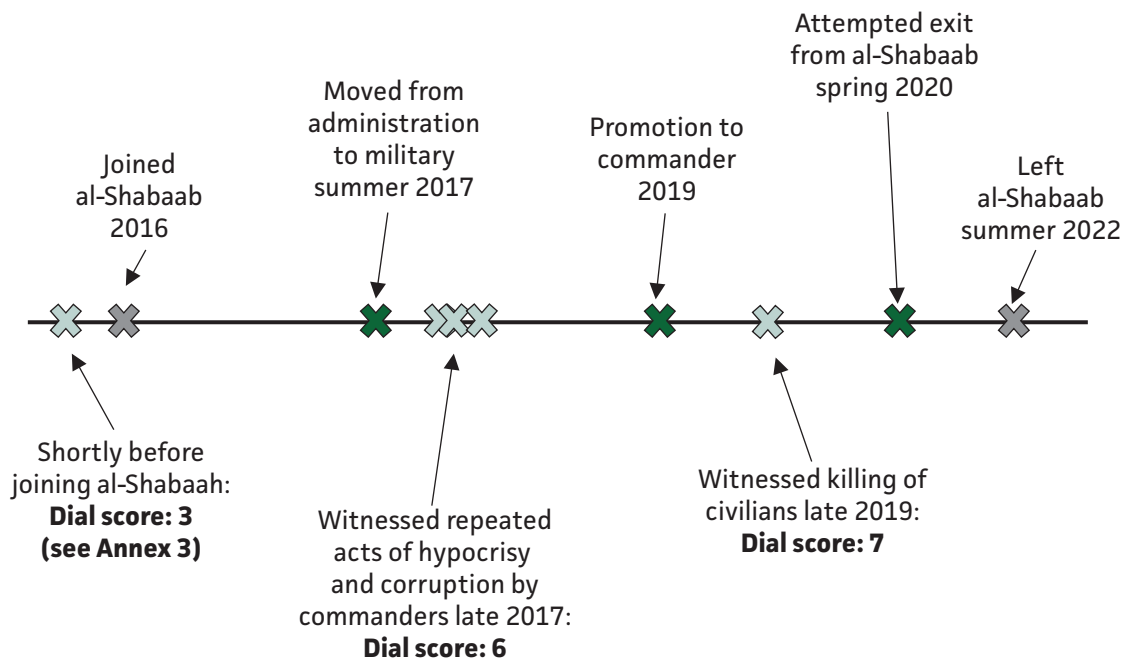 Joined
al-Shabaab
2016
Moved from
administration
to military
summer 2017
Promotion to
commander
2019
Attempted exit
from al-Shabaab
spring 2020
Left
al-Shabaab
summer 2022
Shortly before
joining al-Shabaah:
Dial score: 3
(see Annex 3)
Witnessed repeated
acts of hypocrisy
and corruption by
commanders late 2017:
Dial score: 6
Witnessed killing of
civilians late 2019:
Dial score: 7